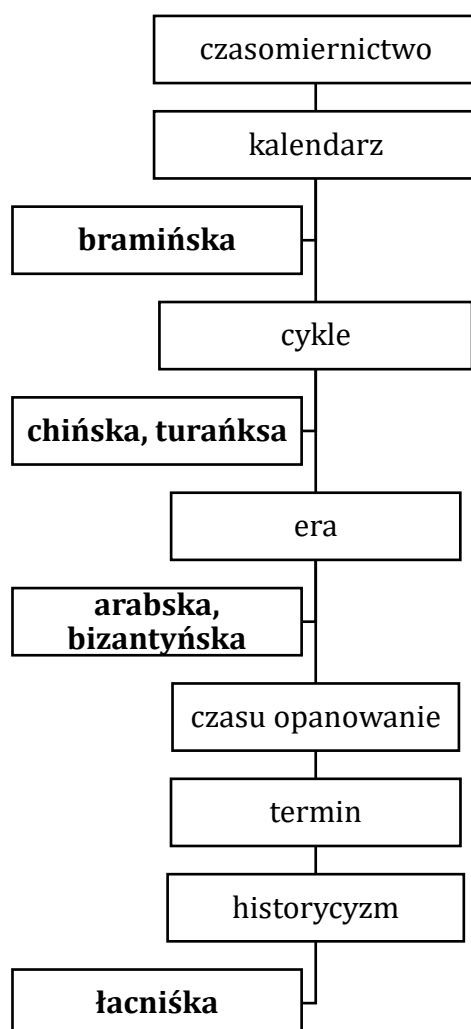 czasomiernictwo
kalendarz
bramińska
cykle
chińska, turańksa
era
arabska,
bizantyńska
czasu opanowanie
termin
historycyzm
łacniśka